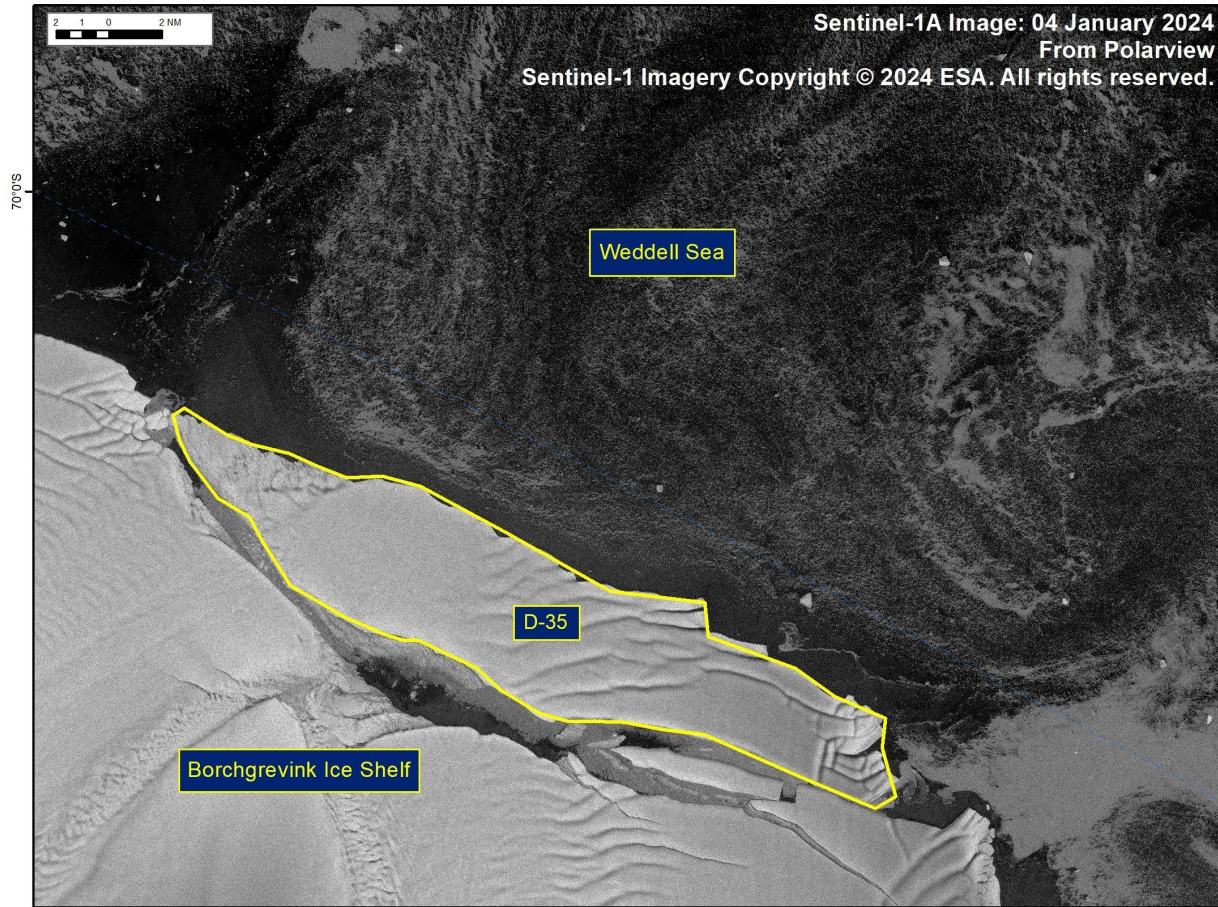 2 1 0 2 NM
Sentinel-1A Image: 04 January 2024
From Polarview
Sentinel-1 Imagery Copyright © 2024 ESA. All rights reserved.
70°0'S
Weddell Sea
D-35
Borchgrevink Ice Shelf